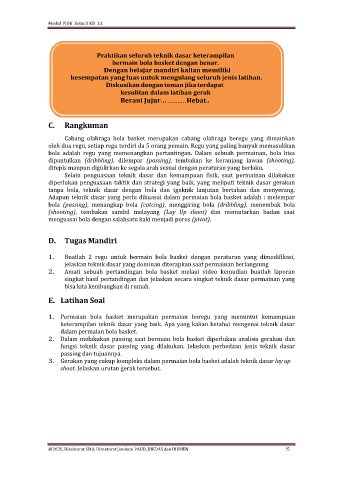 Modul PJOK Kelas X KD 3.1
Praktikan seluruh teknik dasar keterampilan
bermain bola basket dengan benar.
Dengan belajar mandiri kalian memiliki
kesempatan yang luas untuk mengulang seluruh jenis latihan.
Diskusikan dengan teman jika terdapat
kesulitan dalam latihan gerak
Berani Jujur............Hebat..
C. Rangkuman
Cabang olahraga bola basket merupakan cabang olahraga beregu yang dimainkan
oleh dua regu, setiap regu terdiri da 5 orang pemain. Regu yang paling banyak memasukkan
bola adalah regu yang memenangkan pertandingan. Dalam sebuah permainan, bola bisa
dipantulkan (dribbling), dilempar (passing), tembakan ke keranjang lawan (shooting),
ditepis maupun digulirkan ke segala arah sesuai dengan peraturan yang berlaku.
Selain penguasaan teknik dasar dan kemampuan fisik, saat permainan dilakukan
diperlukan penguasaan taktik dan strategi yang baik, yang meliputi teknik dasar gerakan
tanpa bola, teknik dasar dengan bola dan tgeknik lanjutan bertahan dan menyerang.
Adapun teknik dasar yang perlu dikuasai dalam permaian bola basket adalah : melempar
bola (passing), menangkap bola (catcing), menggiring bola (dribling), menembak bola
(shooting), tembakan sambil melayang (Lay Up shoot) dan memutarkan badan saat
menguasai bola dengan salahsatu kaki menjadi poros (pivot).
D. Tugas Mandiri
1. Buatlah 2 regu untuk bermain bola basket dengan peraturan yang dimodifikasi,
jelaskan teknik dasar yang dominan diterapkan saat permainan berlangsung.
2. Amati sebuah pertandingan bola basket melaui video kemudian buatlah laporan
singkat hasil pertandingan dan jelaskan secara singkat teknik dasar permainan yang
bisa kita kembangkan di rumah.
E. Latihan Soal
1. Permaian bola basket merupakan permaian beregu yang menuntut kemampuan
keterampilan teknik dasar yang baik. Apa yang kalian ketahui mengenai teknik dasar
dalam permaian bola basket.
2. Dalam melakukan passing saat bermain bola basket diperlukan analisis gerakan dan
fungsi teknik dasar passing yang dilakukan. Jelaskan perbedaan jenis teknik dasar
passing dan tujuannya.
3. Gerakan yang cukup kompleks dalam permaian bola basket adalah teknik dasar lay up
shoot. Jelaskan urutan gerak tersebut.
@2020, Direktorat SMA, Direktorat Jenderal PAUD, DIKDAS dan DIKMEN 15